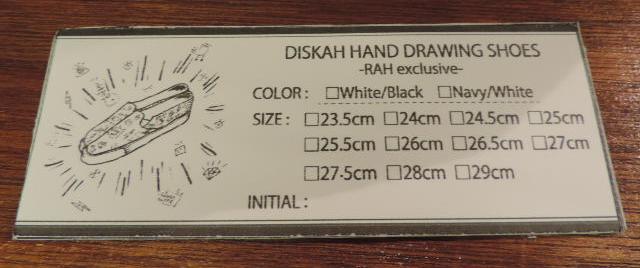 DISKAH HAND DRAWING SHOES
-RAH exclusive-
COLOR : □White/Black □Navy/White
SIZE : □23.5cm □24cm □24.5cm □25cm
□25.5cm □26cm □26.5cm □27cm
□27.5cm □28cm □29cm
INITIAL :